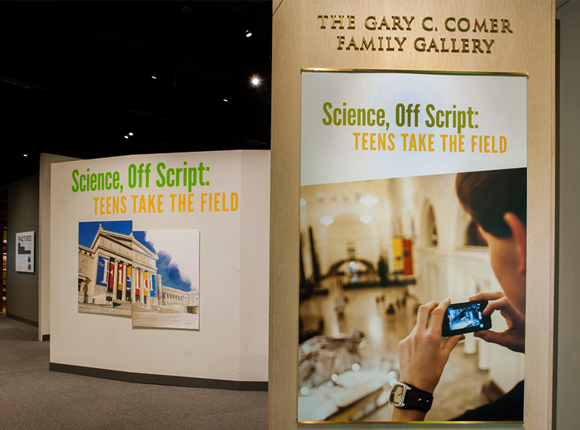 THE GARY C. COMER
FAMILY GALLERY
Science, Off Script:
TEENS TAKE THE FIELD
Science, Off Script:
TEENS TAKE THE FIELD